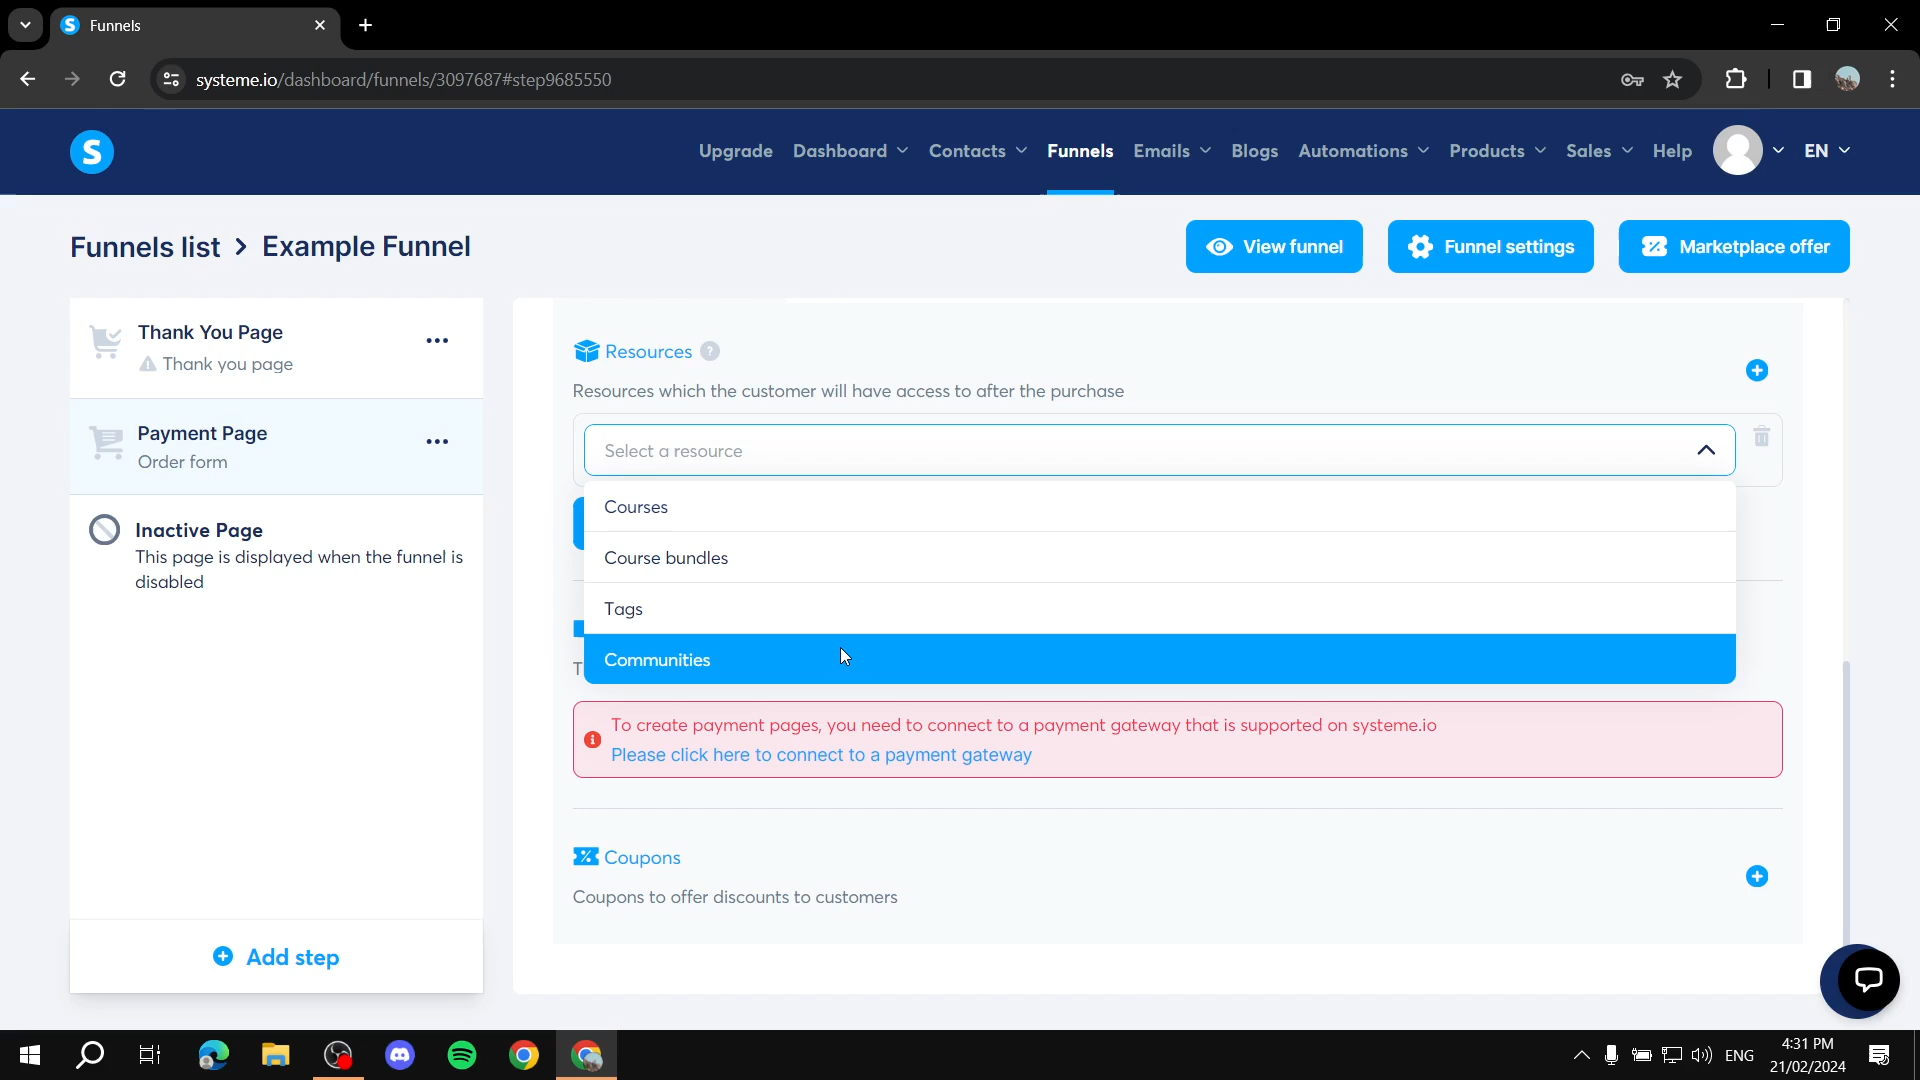 Funnels
systeme.io/dashboard/funnels/3097687#step9685550
S
Upgrade Dashboard Contacts Funnels Emails Blogs Automations Products Sales Help EN
Funnels list > Example Funnel
View funnel
Funnel settings
Marketplace offer
Thank You Page
Thank you page
Payment Page
Order form
Inactive Page
This page is displayed when the funnel is
disabled
Add step
Resources ?
Resources which the customer will have access to after the purchase
Select a resource
Courses
Course bundles
Tags
Communities
T
To create payment pages, you need to connect to a payment gateway that is supported on systeme.io
Please click here to connect to a payment gateway
Coupons
Coupons to offer discounts to customers
ENG
4:31 PM
21/02/2024